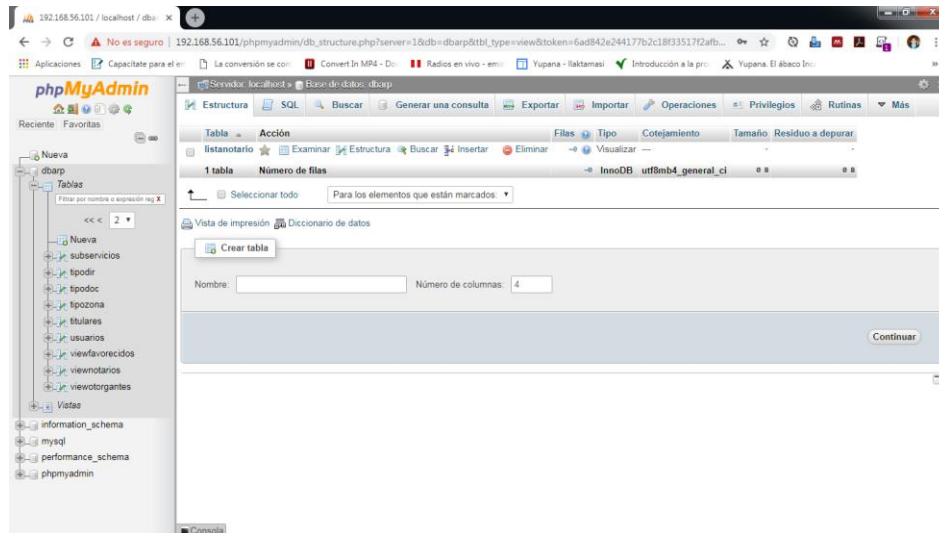 192.168.56.101 / localhost / dba
No es seguro | 192.168.56.101/phpmyadmin/db_structure.php?server=1&db=dbarp&tbl_type=view&token=6ad842e244177b2c18f33517f2afb...
Aplicaciones Capacítate para el em La conversión se con Convert In MP4 - Do Radios en vivo - emi Yupana - llaktamasi Introducción a la pro Yupana. El ábaco Inc
phpMyAdmin
Reciente Favoritas
Nueva
dbarp
Tablas
Filtrar por nombre o expresión reg X
<< < 2
Nueva
subservicios
tipodir
tipodoc
tipozona
titulares
usuarios
viewfavorecidos
viewnotarios
viewotorgantes
Vistas
information_schema
mysql
performance_schema
phpmyadmin
Servidor: localhost » Base de datos: dbarp
Estructura SQL Buscar Generar una consulta Exportar Importar Operaciones Privilegios Rutinas Más
Tabla Acción Filas Tipo Cotejamiento Tamaño Residuo a depurar
listanotario Examinar Estructura Buscar Insertar Eliminar ~0 Visualizar --- - -
1 tabla Número de filas ~0 InnoDB utf8mb4_general_ci 0 B 0 B
Seleccionar todo Para los elementos que están marcados:
Vista de impresión Diccionario de datos
Crear tabla
Nombre: Número de columnas: 4
Continuar
Consola